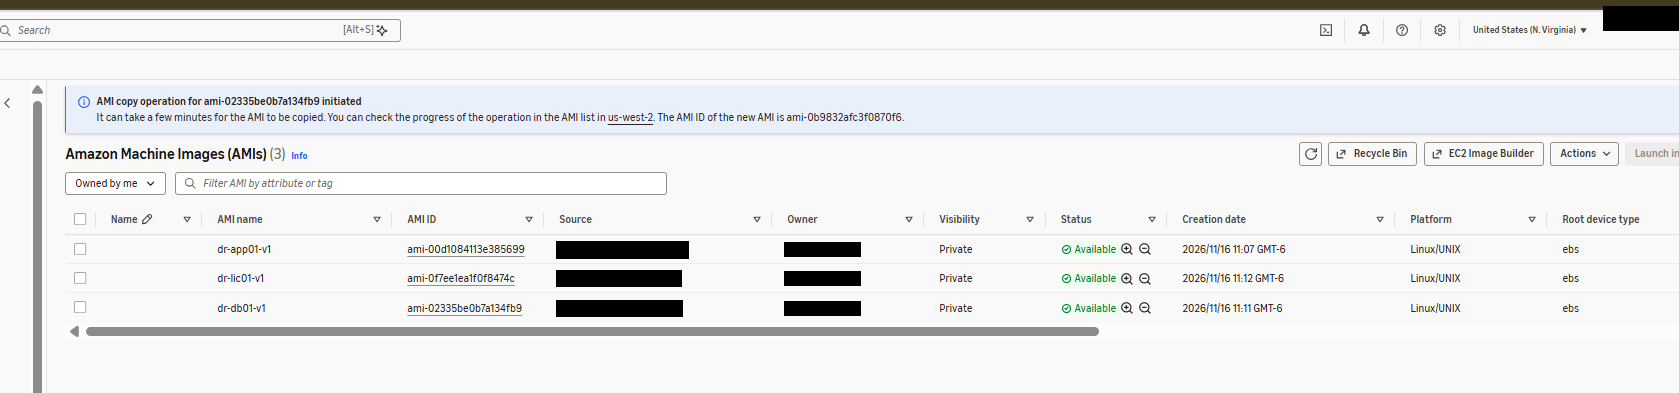 Search [Alt+S] United States (N. Virginia)
AMI copy operation for ami-02335be0b7a134fb9 initiated
It can take a few minutes for the AMI to be copied. You can check the progress of the operation in the AMI list in us-west-2. The AMI ID of the new AMI is ami-0b9832afc3f0870f6.
Amazon Machine Images (AMIs) (3) Info Recycle Bin EC2 Image Builder Actions Launch in
Owned by me Filter AMI by attribute or tag
Name AMI name AMI ID Source Owner Visibility Status Creation date Platform Root device type
dr-app01-v1 ami-00d1084113e385699 Private Available 2026/11/16 11:07 GMT-6 Linux/UNIX ebs
dr-lic01-v1 ami-0f7ee1ea1f0f8474c Private Available 2026/11/16 11:12 GMT-6 Linux/UNIX ebs
dr-db01-v1 ami-02335be0b7a134fb9 Private Available 2026/11/16 11:11 GMT-6 Linux/UNIX ebs